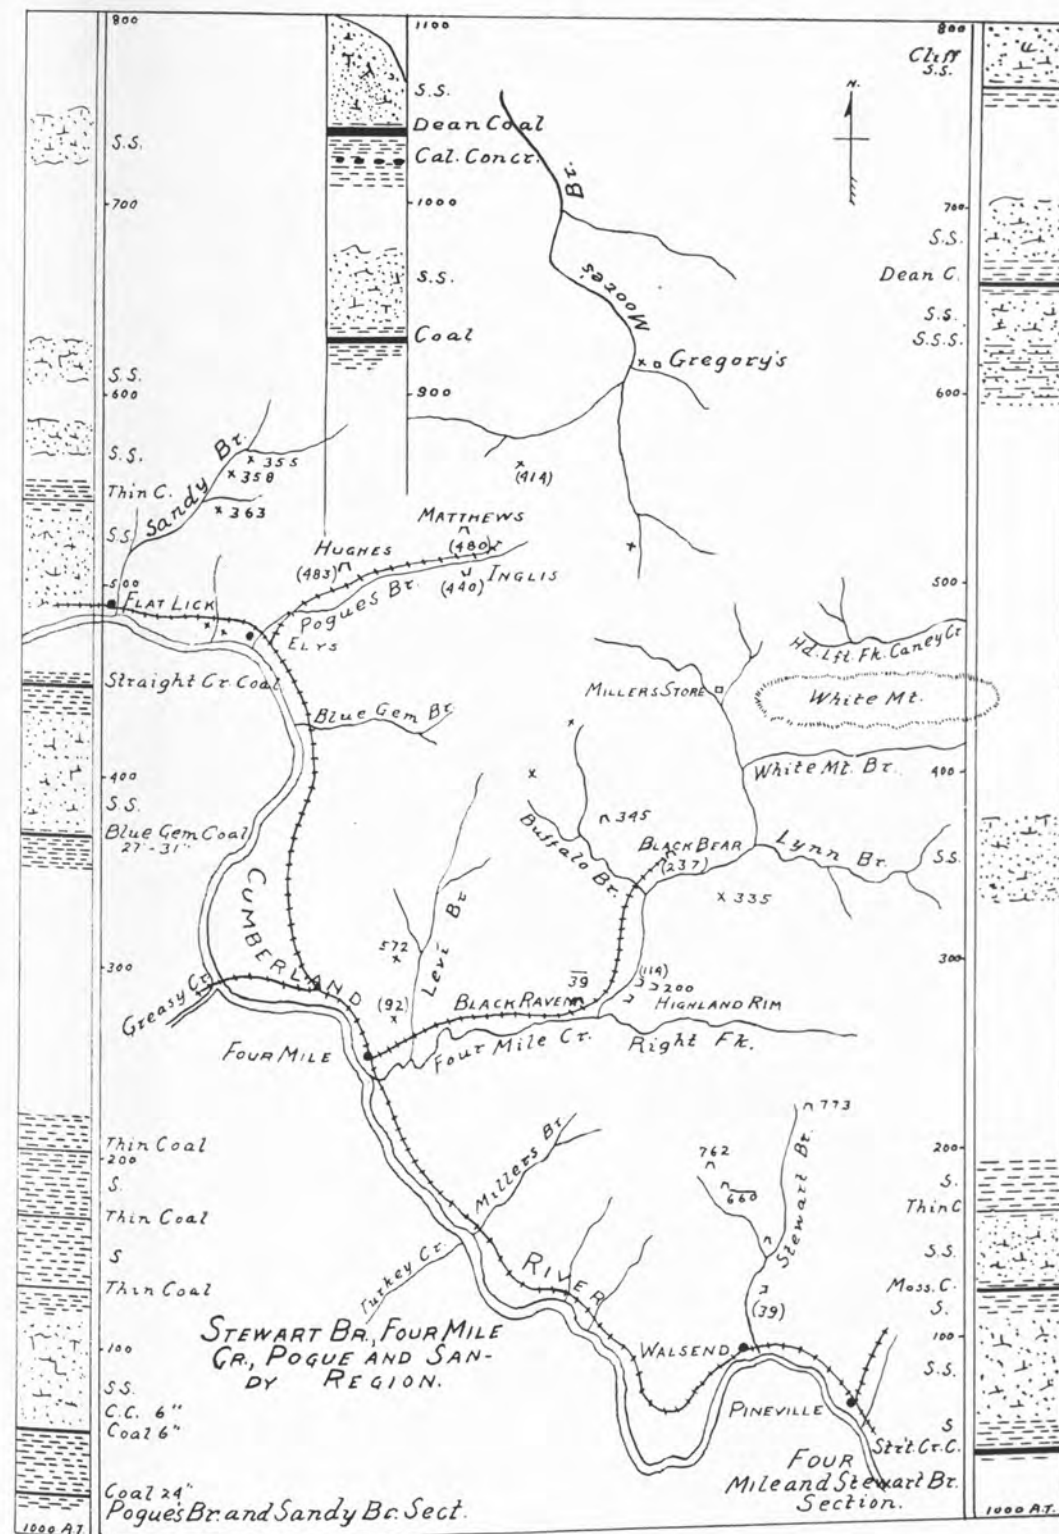 800
S.S.
700
S.S.
600
S.S.
Thin C.
S.S.
500
Straight Cr. Coal
400
S.S.
Blue Gem Coal
27"-31"
300
Thin Coal
200
S.
Thin Coal
S
Thin Coal
100
S.S.
C.C. 6"
Coal 6"
Coal 24"
Pogue's Br. and Sandy Br. Sect.
1000 A.T.
1100
S.S.
Dean Coal
Cal. Concr.
1000
S.S.
Coal
900
N.
Moore's Br.
Gregory's
(414)
Sandy Br.
355
358
363
MATTHEWS
(480)
HUGHES
(483)
INGLIS
(440)
Pogues Br.
FLAT LICK
ELYS
Blue Gem Br.
Hd. Lft. Fk. Caney Cr.
MILLERS STORE
White Mt.
White Mt. Br.
345
Buffalo Br.
BLACK BEAR
(237)
Lynn Br.
335
CUMBERLAND
572
Levi Br
(92)
39
(114)
200
BLACK RAVEN
HIGHLAND RIM
Greasy Cr.
FOUR MILE
Four Mile Cr.
Right Fk.
773
762
660
Millers Br.
Stewart Br.
Turkey Cr.
RIVER
(39)
STEWART BR., FOUR MILE
CR., POGUE AND SAN-
DY REGION.
WALSEND
PINEVILLE
800
Cliff
S.S.
700
S.S.
Dean C.
S.S.
S.S.S.
600
500
400
S.S.
300
200
S.
Thin C
S.S.
Moss. C.
S.
100
S.S.
S
Str't. Cr. C.
FOUR
Mile and Stewart Br.
Section.
1000 A.T.